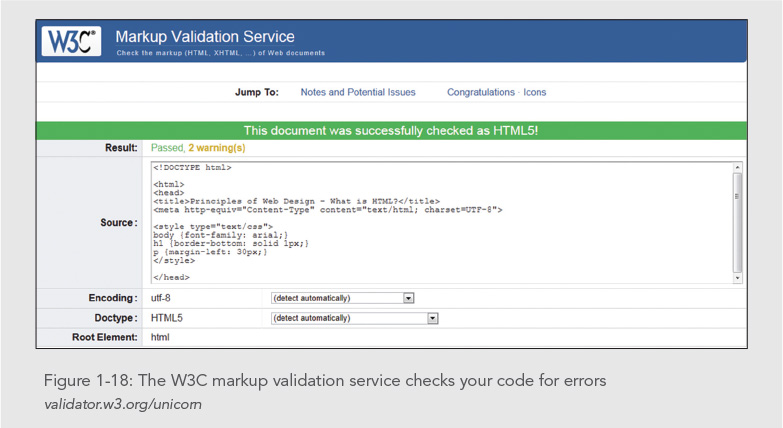 W3C®
Markup Validation Service
Check the markup (HTML, XHTML, …) of Web documents
Jump To: Notes and Potential Issues Congratulations · Icons
This document was successfully checked as HTML5!
Result: Passed, 2 warning(s)
Source :
<!DOCTYPE html>
<html>
<head>
<title>Principles of Web Design - What is HTML?</title>
<meta http-equiv="Content-Type" content="text/html; charset=UTF-8">
<style type="text/css">
body {font-family: arial;}
h1 {border-bottom: solid 1px;}
p {margin-left: 30px;}
</style>
</head>
Encoding : utf-8 (detect automatically)
Doctype : HTML5 (detect automatically)
Root Element: html
Figure 1-18: The W3C markup validation service checks your code for errors
validator.w3.org/unicorn